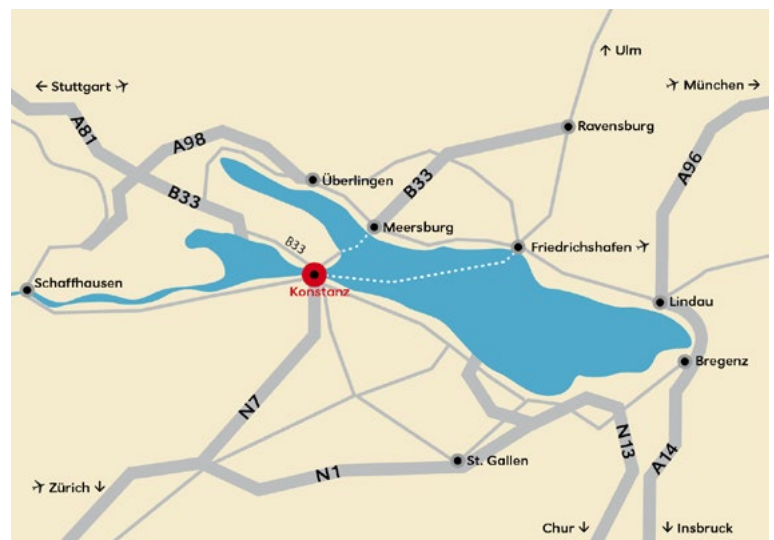 ↑ Ulm
← Stuttgart ✈
✈ München →
A81
A98
Ravensburg
A96
Überlingen
B33
B33
Meersburg
B33
Friedrichshafen ✈
Schaffhausen
Konstanz
Lindau
Bregenz
N7
N13
A14
St. Gallen
N1
✈ Zürich ↓
Chur ↓
↓ Insbruck